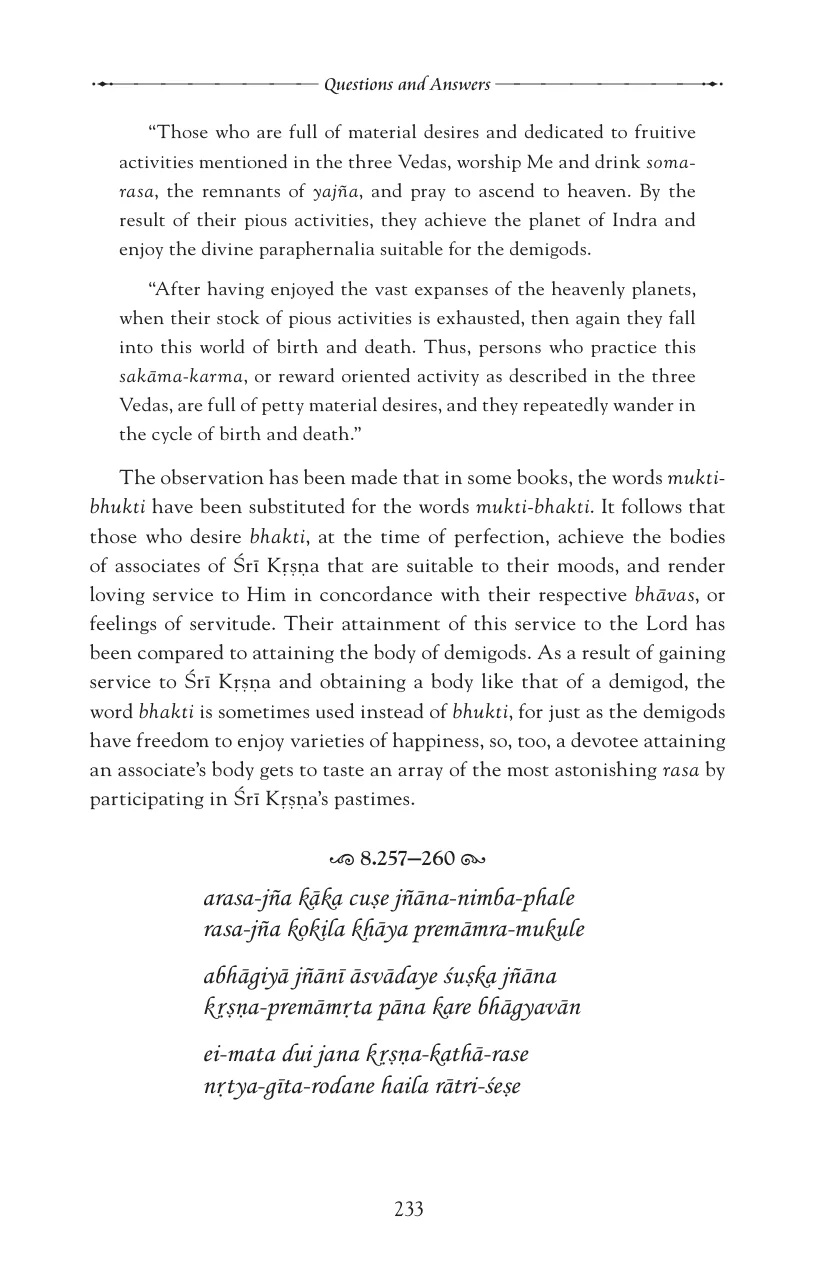 Questions and Answers
“Those who are full of material desires and dedicated to fruitive
activities mentioned in the three Vedas, worship Me and drink soma-
rasa, the remnants of yajña, and pray to ascend to heaven. By the
result of their pious activities, they achieve the planet of Indra and
enjoy the divine paraphernalia suitable for the demigods.
“After having enjoyed the vast expanses of the heavenly planets,
when their stock of pious activities is exhausted, then again they fall
into this world of birth and death. Thus, persons who practice this
sakāma-karma, or reward oriented activity as described in the three
Vedas, are full of petty material desires, and they repeatedly wander in
the cycle of birth and death.”
The observation has been made that in some books, the words mukti-
bhukti have been substituted for the words mukti-bhakti. It follows that
those who desire bhakti, at the time of perfection, achieve the bodies
of associates of Śrī Kṛṣṇa that are suitable to their moods, and render
loving service to Him in concordance with their respective bhāvas, or
feelings of servitude. Their attainment of this service to the Lord has
been compared to attaining the body of demigods. As a result of gaining
service to Śrī Kṛṣṇa and obtaining a body like that of a demigod, the
word bhakti is sometimes used instead of bhukti, for just as the demigods
have freedom to enjoy varieties of happiness, so, too, a devotee attaining
an associate’s body gets to taste an array of the most astonishing rasa by
participating in Śrī Kṛṣṇa’s pastimes.
8.257–260
arasa-jña kāka cuṣe jñāna-nimba-phale
rasa-jña kokila khāya premāmra-mukule
abhāgiyā jñānī āsvādaye śuṣka jñāna
kṛṣṇa-premāmṛta pāna kare bhāgyavān
ei-mata dui jana kṛṣṇa-kathā-rase
nṛtya-gīta-rodane haila rātri-śeṣe
233